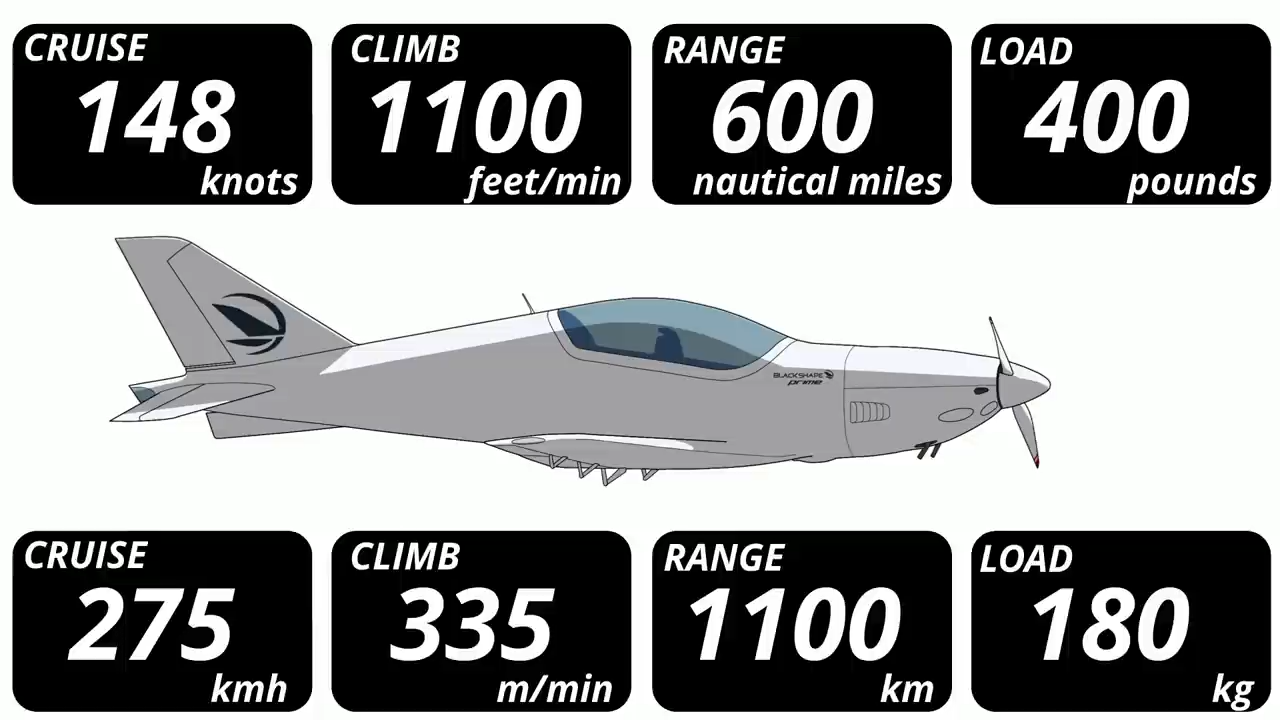 CRUISE
148
knots
CLIMB
1100
feet/min
RANGE
600
nautical miles
LOAD
400
pounds
BLACKSHAPE
prime
CRUISE
275
kmh
CLIMB
335
m/min
RANGE
1100
km
LOAD
180
kg